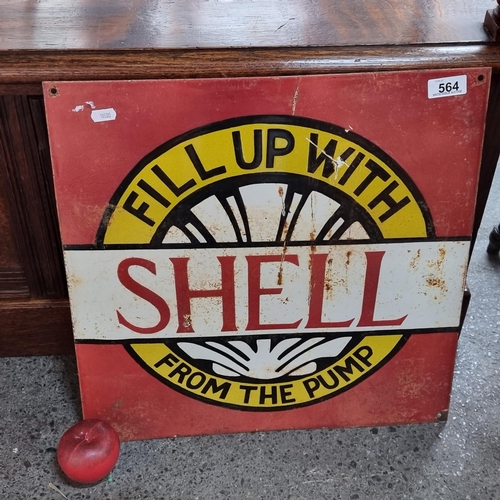 564
FILL UP WITH
SHELL
FROM THE PUMP